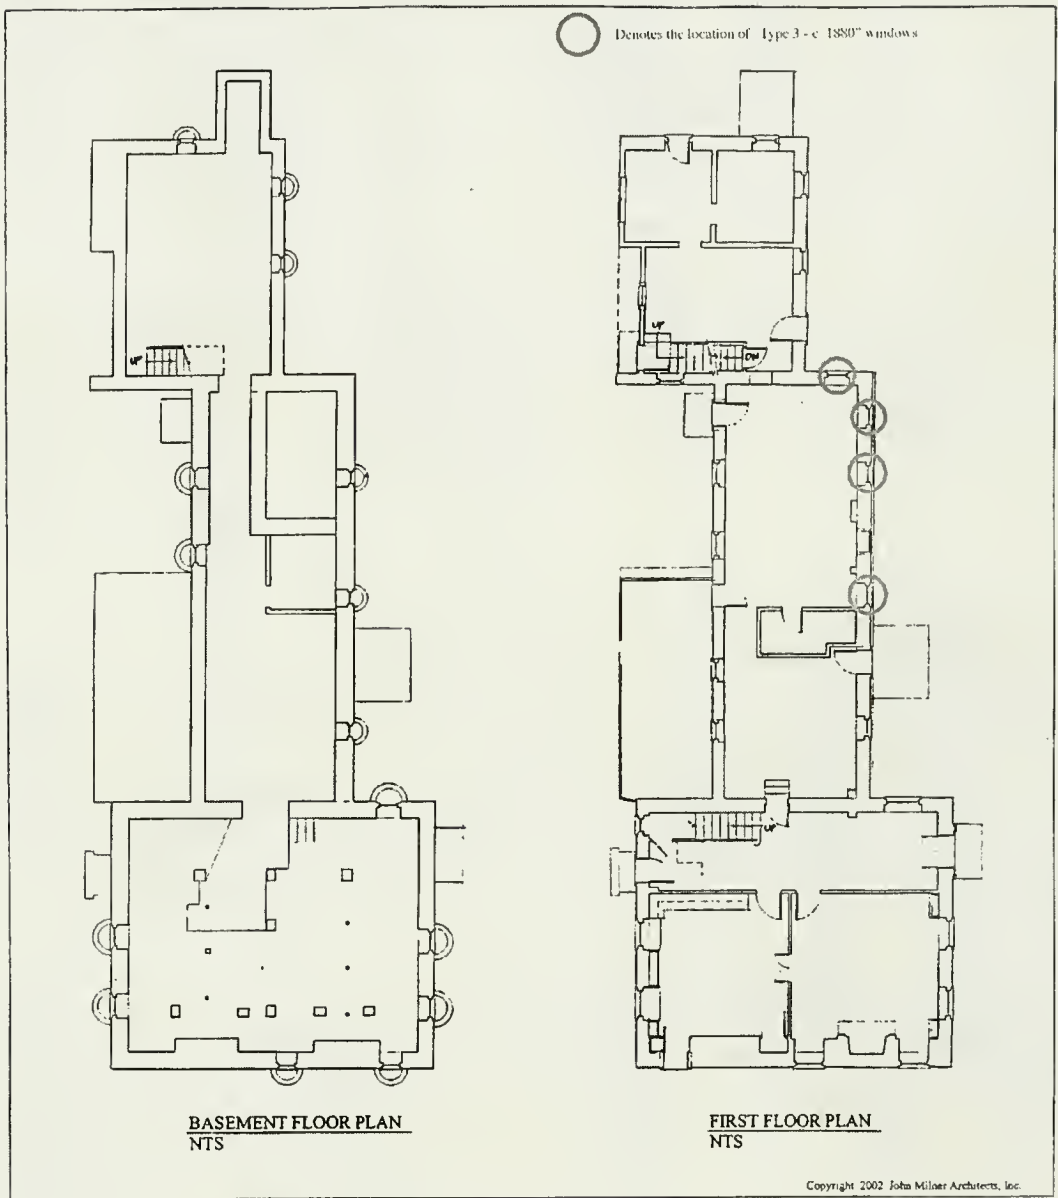 Denotes the location of Type 3 - c 1880" windows
UP
UP
DN
UP
BASEMENT FLOOR PLAN
NTS
FIRST FLOOR PLAN
NTS
Copyright 2002 John Milner Architects, Inc.